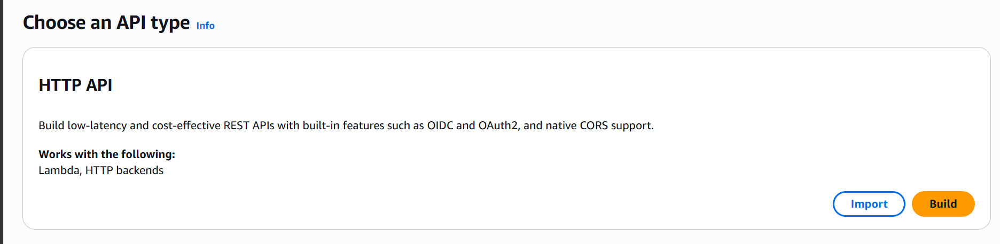 Choose an API type Info
HTTP API
Build low-latency and cost-effective REST APIs with built-in features such as OIDC and OAuth2, and native CORS support.
Works with the following:
Lambda, HTTP backends
Import Build